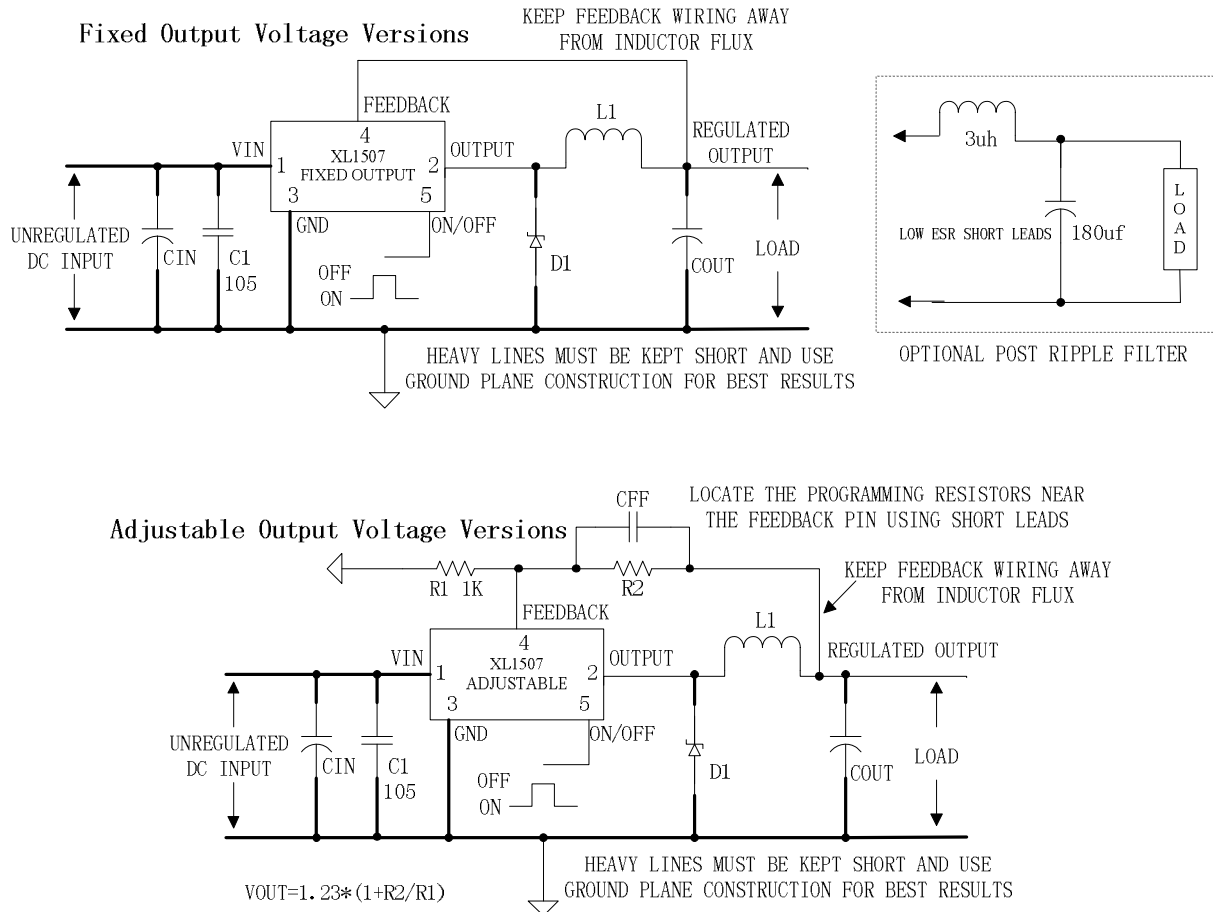 Fixed Output Voltage Versions
KEEP FEEDBACK WIRING AWAY
FROM INDUCTOR FLUX
FEEDBACK
4
XL1507
FIXED OUTPUT
1
2
3
5
VIN
OUTPUT
GND
ON/OFF
L1
REGULATED
OUTPUT
UNREGULATED
DC INPUT
CIN
C1
105
OFF
ON
D1
COUT
LOAD
HEAVY LINES MUST BE KEPT SHORT AND USE
GROUND PLANE CONSTRUCTION FOR BEST RESULTS
3uh
LOW ESR SHORT LEADS
180uf
LOAD
OPTIONAL POST RIPPLE FILTER
Adjustable Output Voltage Versions
CFF
LOCATE THE PROGRAMMING RESISTORS NEAR
THE FEEDBACK PIN USING SHORT LEADS
R1 1K
R2
KEEP FEEDBACK WIRING AWAY
FROM INDUCTOR FLUX
FEEDBACK
4
XL1507
ADJUSTABLE
1
2
3
5
VIN
OUTPUT
GND
ON/OFF
L1
REGULATED OUTPUT
UNREGULATED
DC INPUT
CIN
C1
105
OFF
ON
D1
COUT
LOAD
HEAVY LINES MUST BE KEPT SHORT AND USE
GROUND PLANE CONSTRUCTION FOR BEST RESULTS
VOUT=1.23*(1+R2/R1)